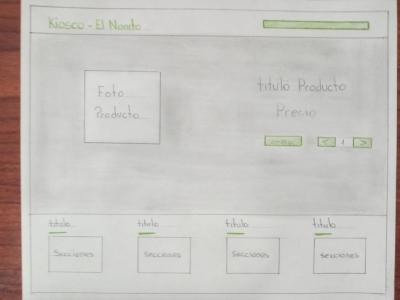 Kiosco - El Nonito
Foto
Producto
titulo Producto
Precio
< 1 >
titulo titulo titulo titulo
Secciones Secciones Secciones Secciones